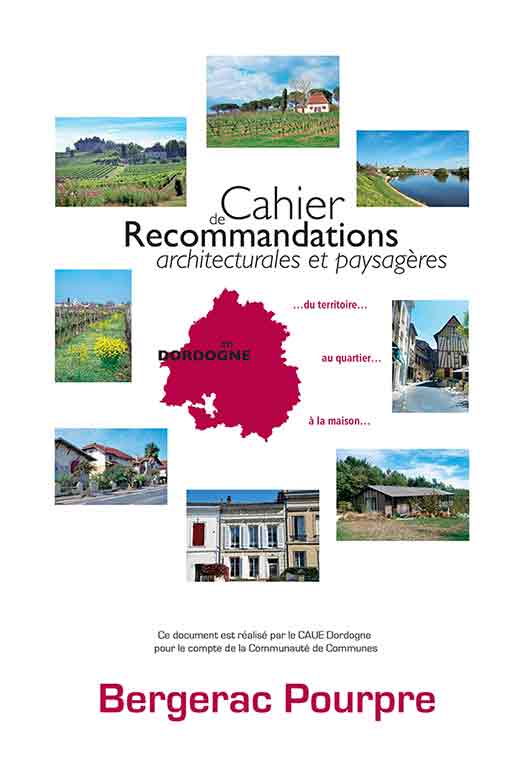 Cahier
de
Recommandations
architecturales et paysagères
...du territoire...
en
DORDOGNE
au quartier...
à la maison...
Ce document est réalisé par le CAUE Dordogne
pour le compte de la Communauté de Communes
Bergerac Pourpre